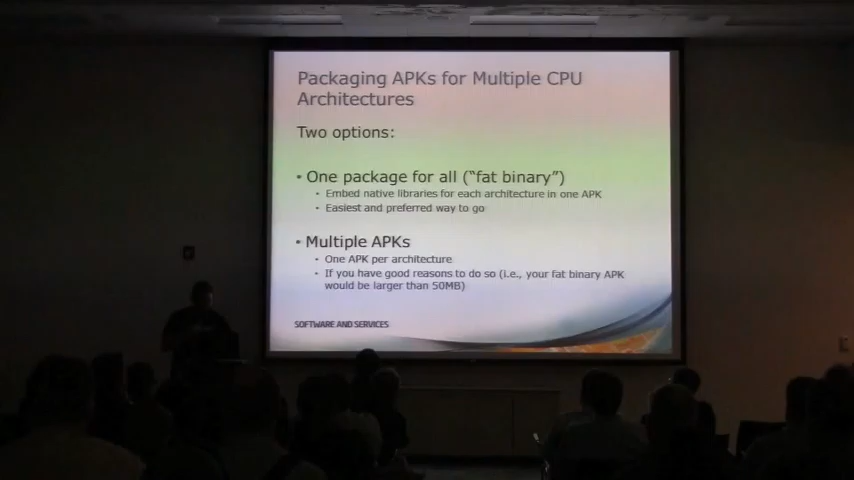 Packaging APKs for Multiple CPU
Architectures
Two options:
• One package for all ("fat binary")
• Embed native libraries for each architecture in one APK
• Easiest and preferred way to go
• Multiple APKs
• One APK per architecture
• If you have good reasons to do so (i.e., your fat binary APK
would be larger than 50MB)
SOFTWARE AND SERVICES